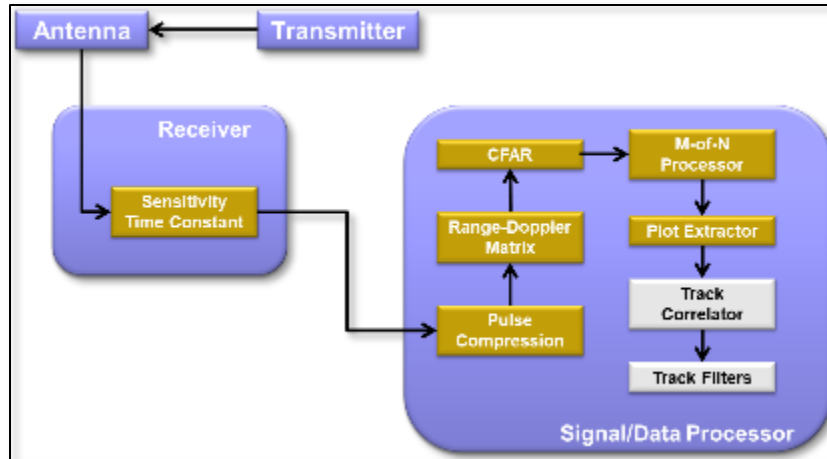 Antenna
Transmitter
Receiver
Sensitivity
Time Constant
CFAR
M-of-N
Processor
Range-Doppler
Matrix
Plot Extractor
Pulse
Compression
Track
Correlator
Track Filters
Signal/Data Processor